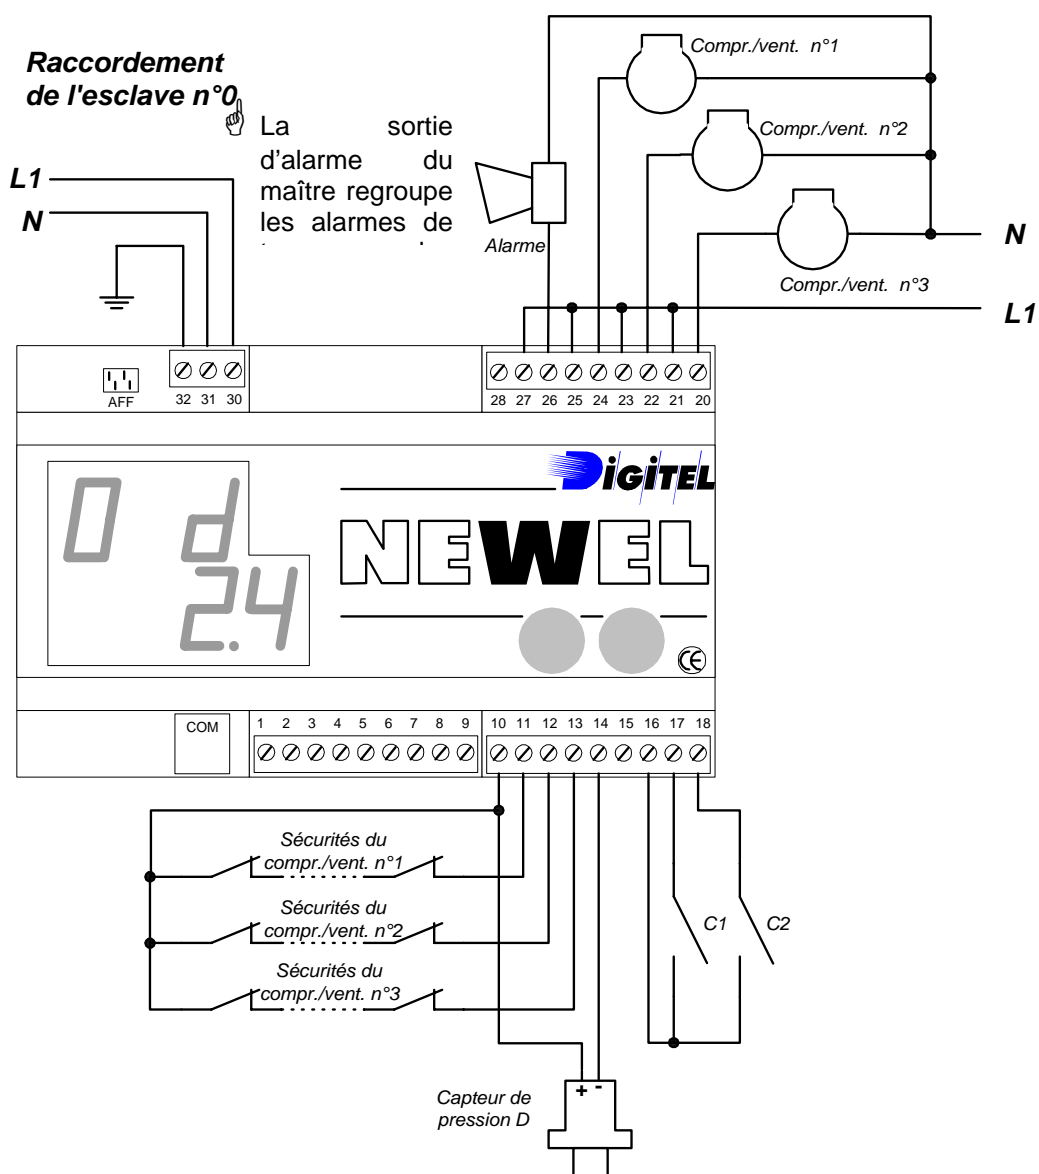 Raccordement
de l'esclave n°0
La sortie
d'alarme du
maître regroupe
les alarmes de
L1
N
Compr./vent. n°1
Compr./vent. n°2
Alarme
N
Compr./vent. n°3
L1
AFF
32 31 30
28 27 26 25 24 23 22 21 20
DIGITEL
0 d
2.4
NEWEL
CE
COM
1 2 3 4 5 6 7 8 9
10 11 12 13 14 15 16 17 18
Sécurités du
compr./vent. n°1
Sécurités du
compr./vent. n°2
Sécurités du
compr./vent. n°3
C1
C2
+ -
Capteur de
pression D